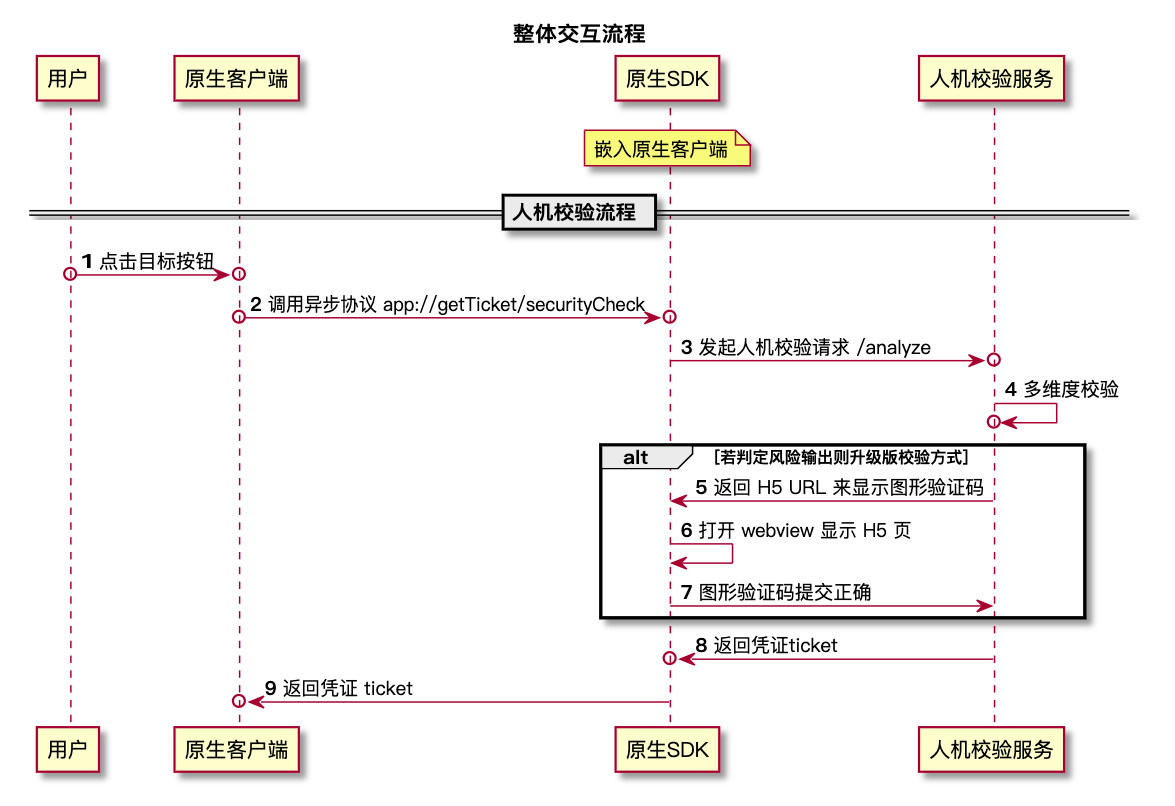 整体交互流程
用户
原生客户端
原生SDK
人机校验服务
嵌入原生客户端
人机校验流程
1 点击目标按钮
2 调用异步协议 app://getTicket/securityCheck
3 发起人机校验请求 /analyze
4 多维度校验
alt [若判定风险输出则升级版校验方式]
5 返回 H5 URL 来显示图形验证码
6 打开 webview 显示 H5 页
7 图形验证码提交正确
8 返回凭证ticket
9 返回凭证 ticket
用户
原生客户端
原生SDK
人机校验服务